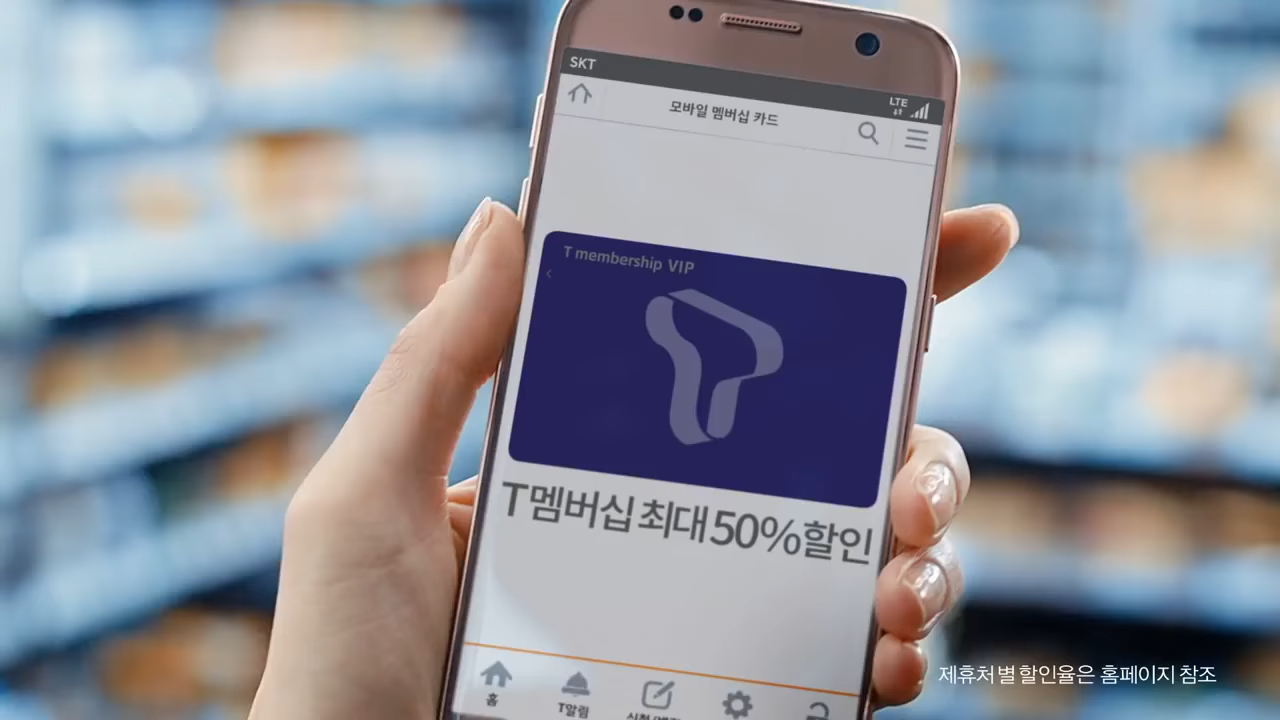 SKT
LTE
모바일 멤버십 카드
T membership VIP
T멤버십 최대 50% 할인
홈
T알림
제휴처 별 할인율은 홈페이지 참조